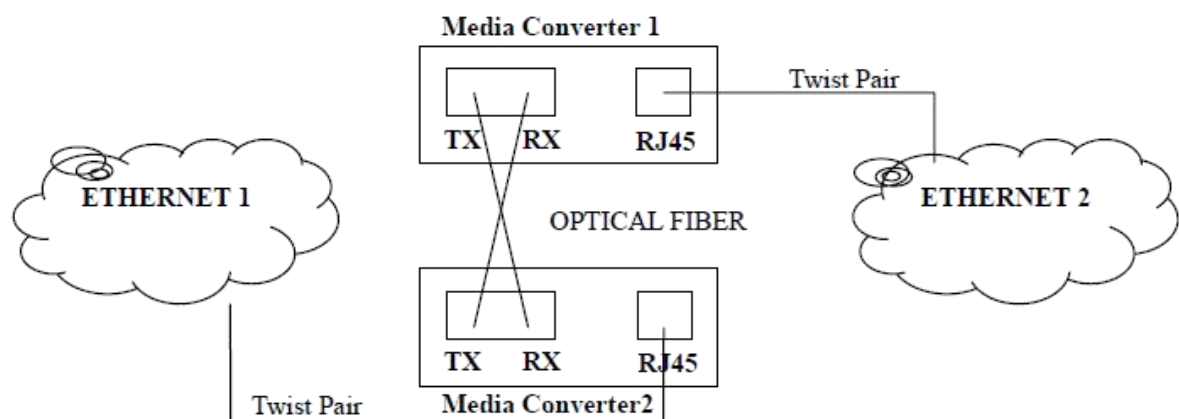 Media Converter 1
Twist Pair
TX RX RJ45
ETHERNET 1
ETHERNET 2
OPTICAL FIBER
TX RX RJ45
Twist Pair
Media Converter2